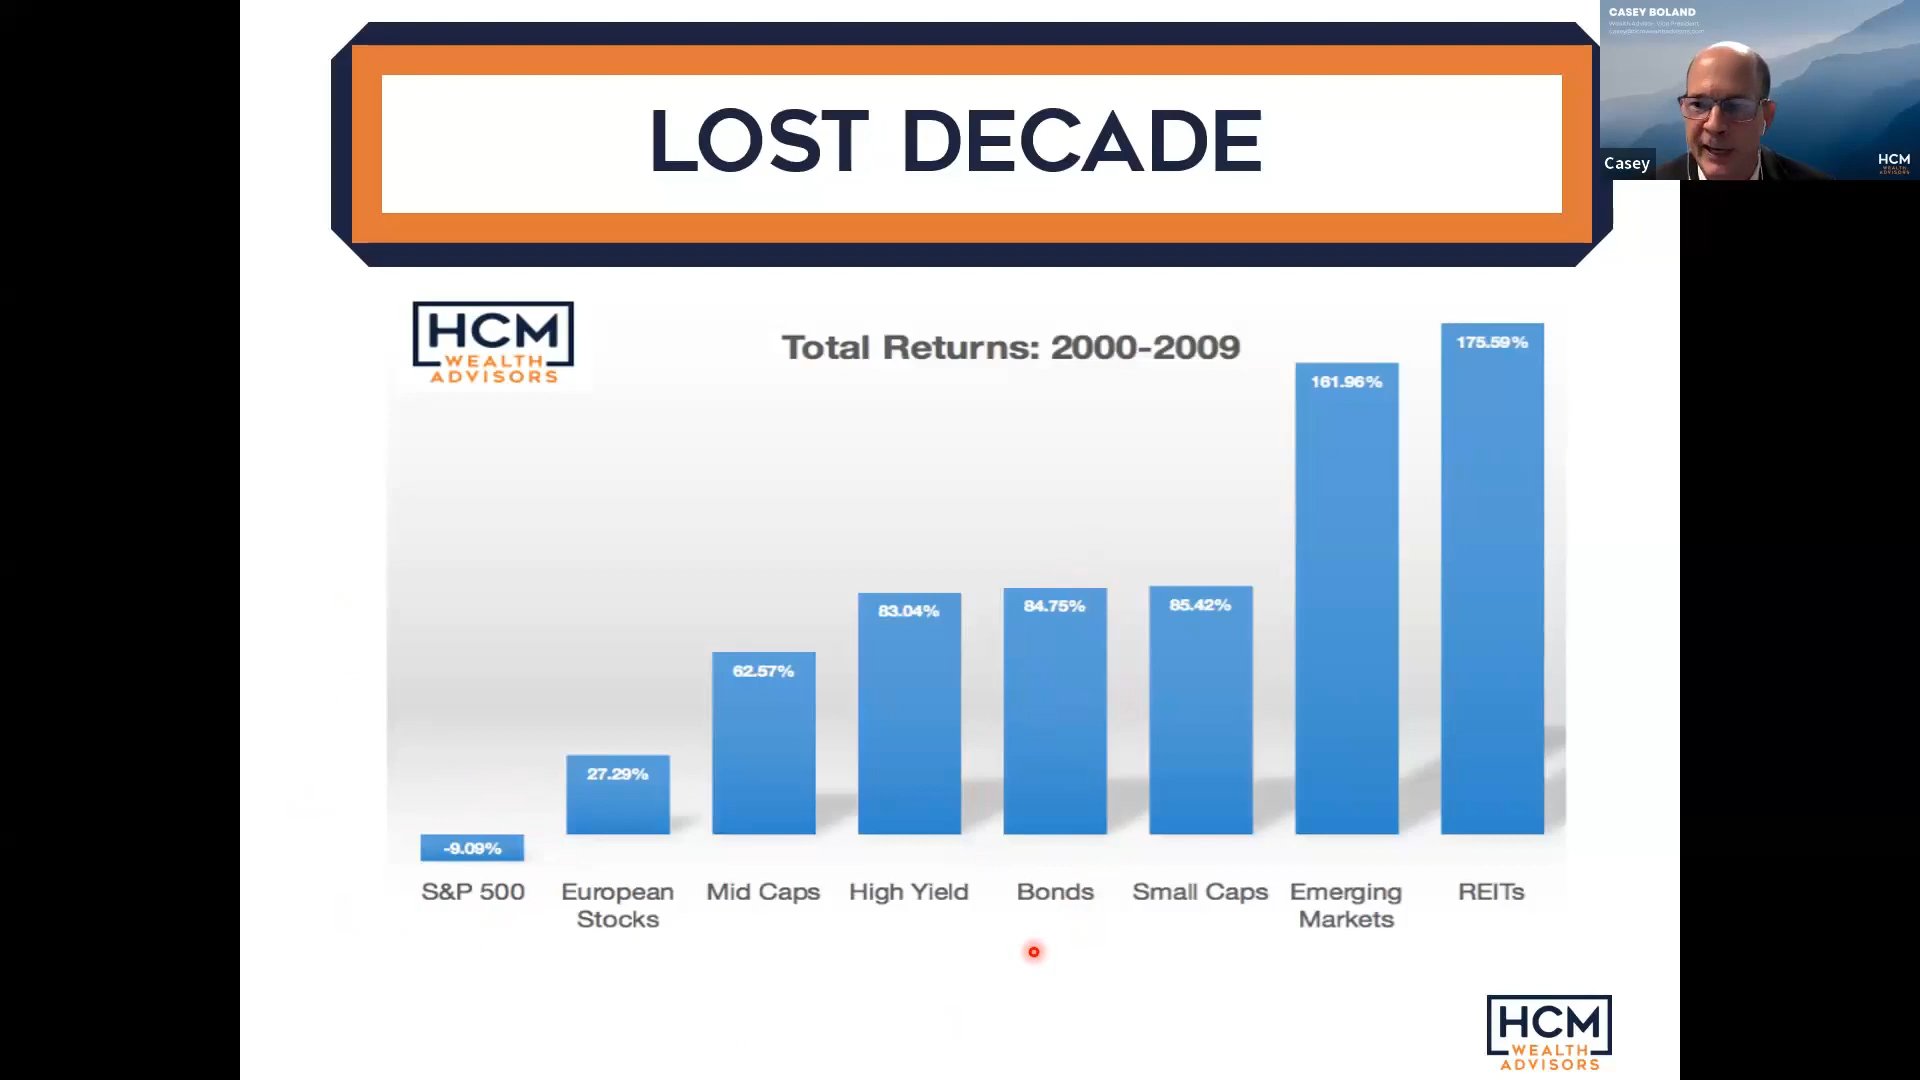 LOST DECADE
CASEY BOLAND
Casey
HCM
WEALTH
ADVISORS
HCM
WEALTH
ADVISORS
Total Returns: 2000-2009
-9.09%
27.29%
62.57%
83.04%
84.75%
85.42%
161.96%
175.59%
S&P 500
European
Stocks
Mid Caps
High Yield
Bonds
Small Caps
Emerging
Markets
REITs
HCM
WEALTH
ADVISORS